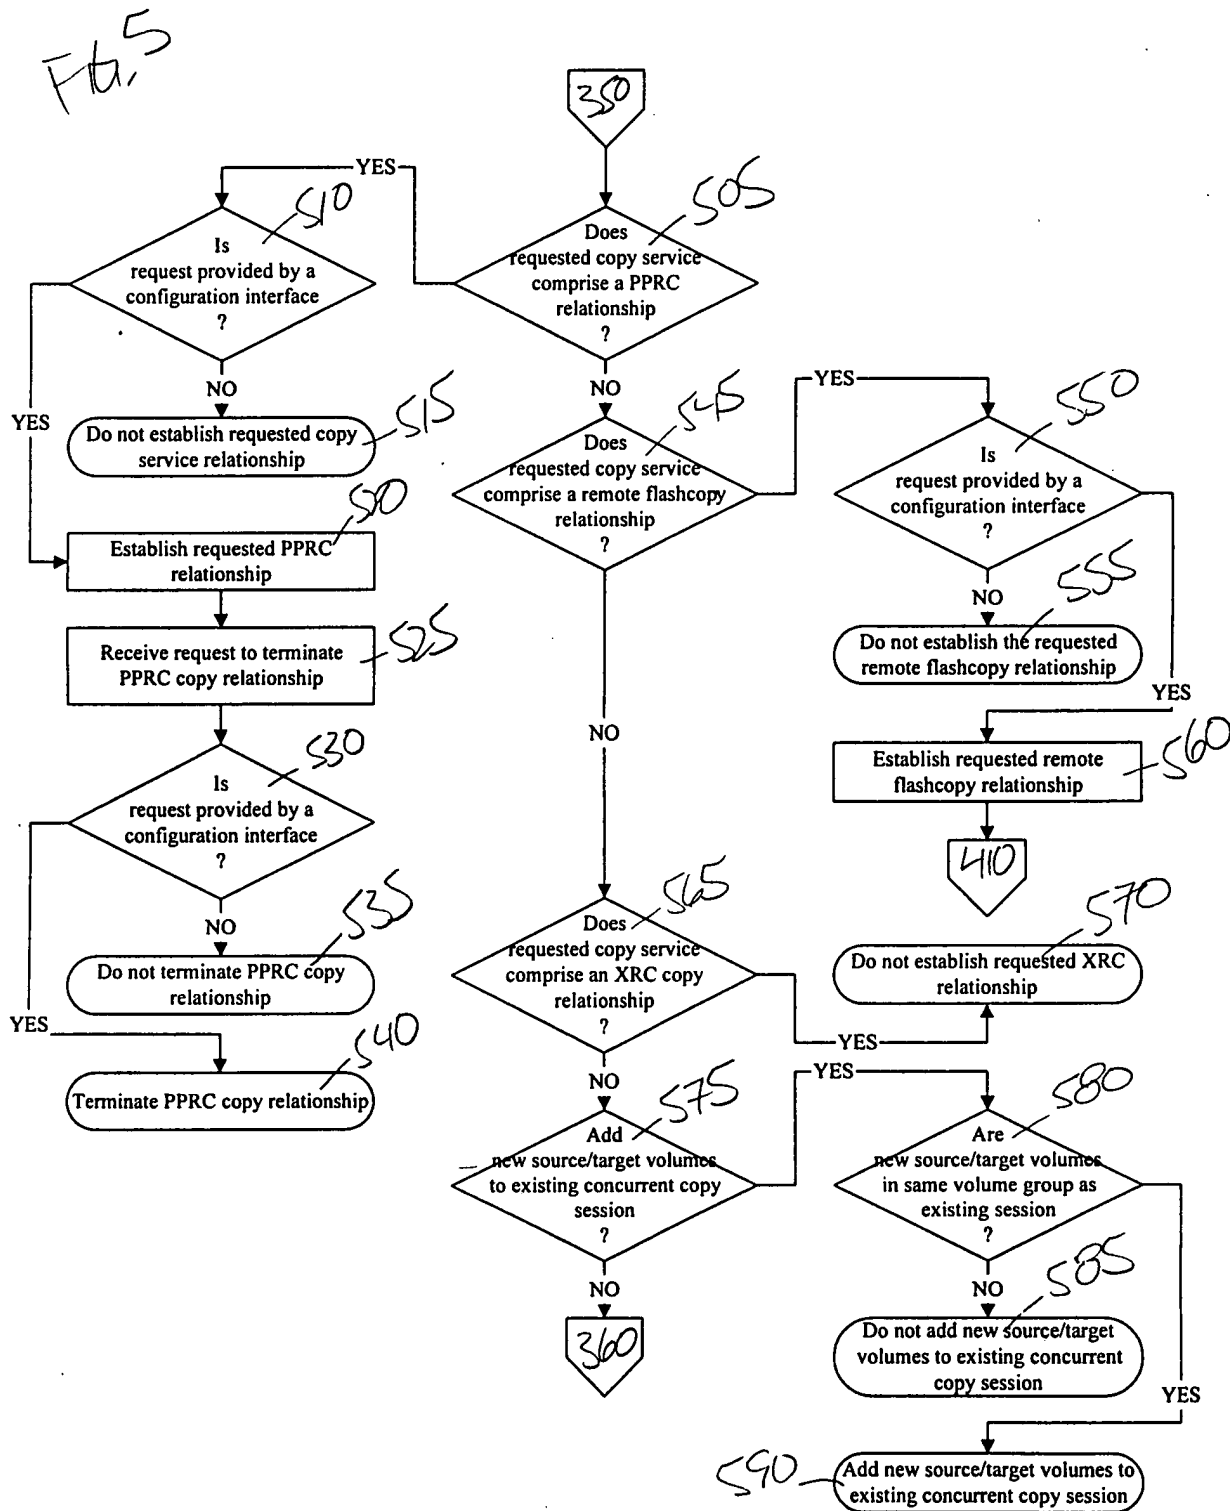 FIG. 5
350
YES
510
505
Is
request provided by a
configuration interface
?
Does
requested copy service
comprise a PPRC
relationship
?
NO
NO
YES
YES
515
545
550
Do not establish requested copy
service relationship
Does
requested copy service
comprise a remote flashcopy
relationship
?
Is
request provided by a
configuration interface
?
520
Establish requested PPRC
relationship
NO
555
525
Receive request to terminate
PPRC copy relationship
Do not establish the requested
remote flashcopy relationship
YES
NO
530
560
Is
request provided by a
configuration interface
?
Establish requested remote
flashcopy relationship
410
NO
535
565
570
Do not terminate PPRC copy
relationship
Does
requested copy service
comprise an XRC copy
relationship
?
Do not establish requested XRC
relationship
YES
YES
540
NO
YES
Terminate PPRC copy relationship
575
580
Add
new source/target volumes
to existing concurrent copy
session
?
Are
new source/target volumes
in same volume group as
existing session
?
NO
NO
585
360
Do not add new source/target
volumes to existing concurrent
copy session
YES
590
Add new source/target volumes to
existing concurrent copy session